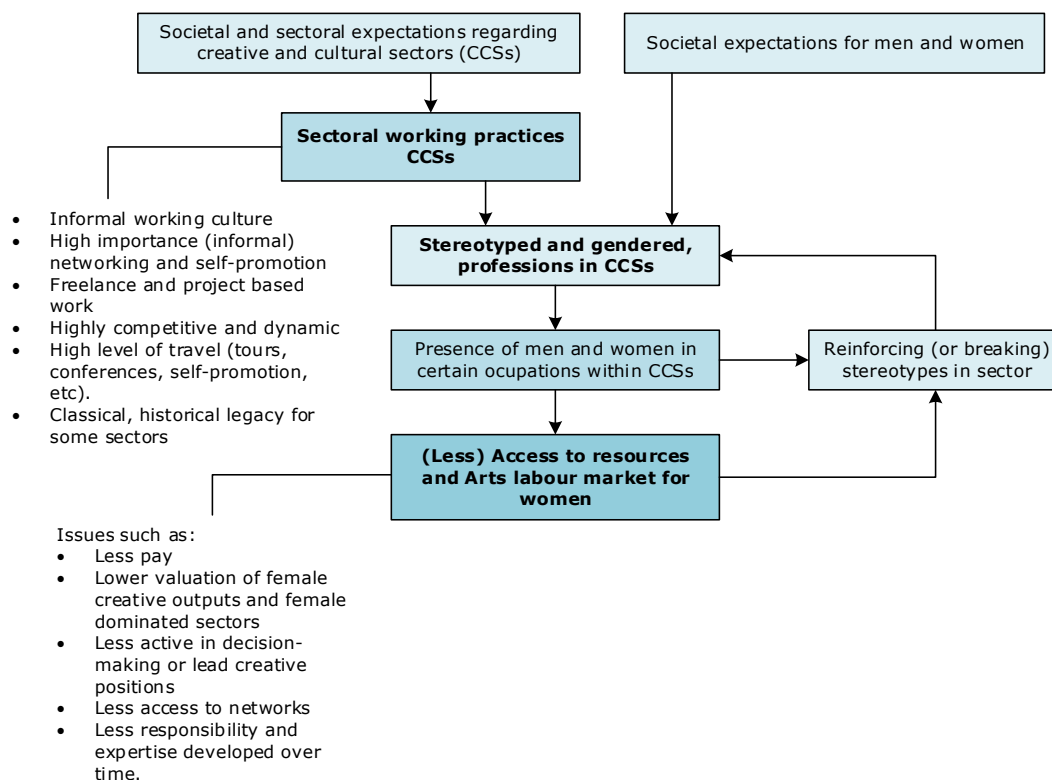 Societal and sectoral expectations regarding
creative and cultural sectors (CCSs)
Societal expectations for men and women
Sectoral working practices
CCSs
• Informal working culture
• High importance (informal)
networking and self-promotion
• Freelance and project based
work
• Highly competitive and dynamic
• High level of travel (tours,
conferences, self-promotion,
etc).
• Classical, historical legacy for
some sectors
Stereotyped and gendered,
professions in CCSs
Presence of men and women in
certain ocupations within CCSs
Reinforcing (or breaking)
stereotypes in sector
(Less) Access to resources
and Arts labour market for
women
Issues such as:
• Less pay
• Lower valuation of female
creative outputs and female
dominated sectors
• Less active in decision-
making or lead creative
positions
• Less access to networks
• Less responsibility and
expertise developed over
time.